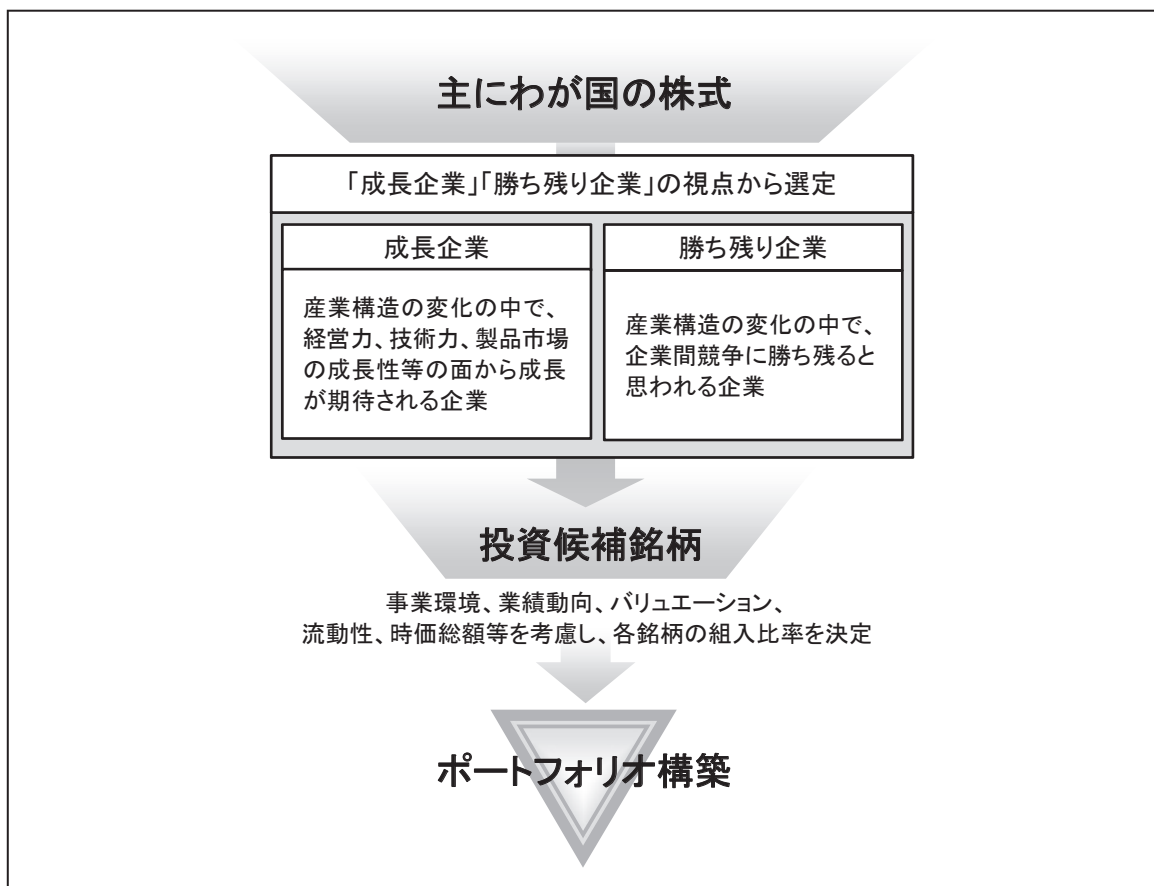 主にわが国の株式
「成長企業」「勝ち残り企業」の視点から選定
成長企業
産業構造の変化の中で、
経営力、技術力、製品市場
の成長性等の面から成長
が期待される企業
勝ち残り企業
産業構造の変化の中で、
企業間競争に勝ち残ると
思われる企業
投資候補銘柄
事業環境、業績動向、バリュエーション、
流動性、時価総額等を考慮し、各銘柄の組入比率を決定
ポートフォリオ構築